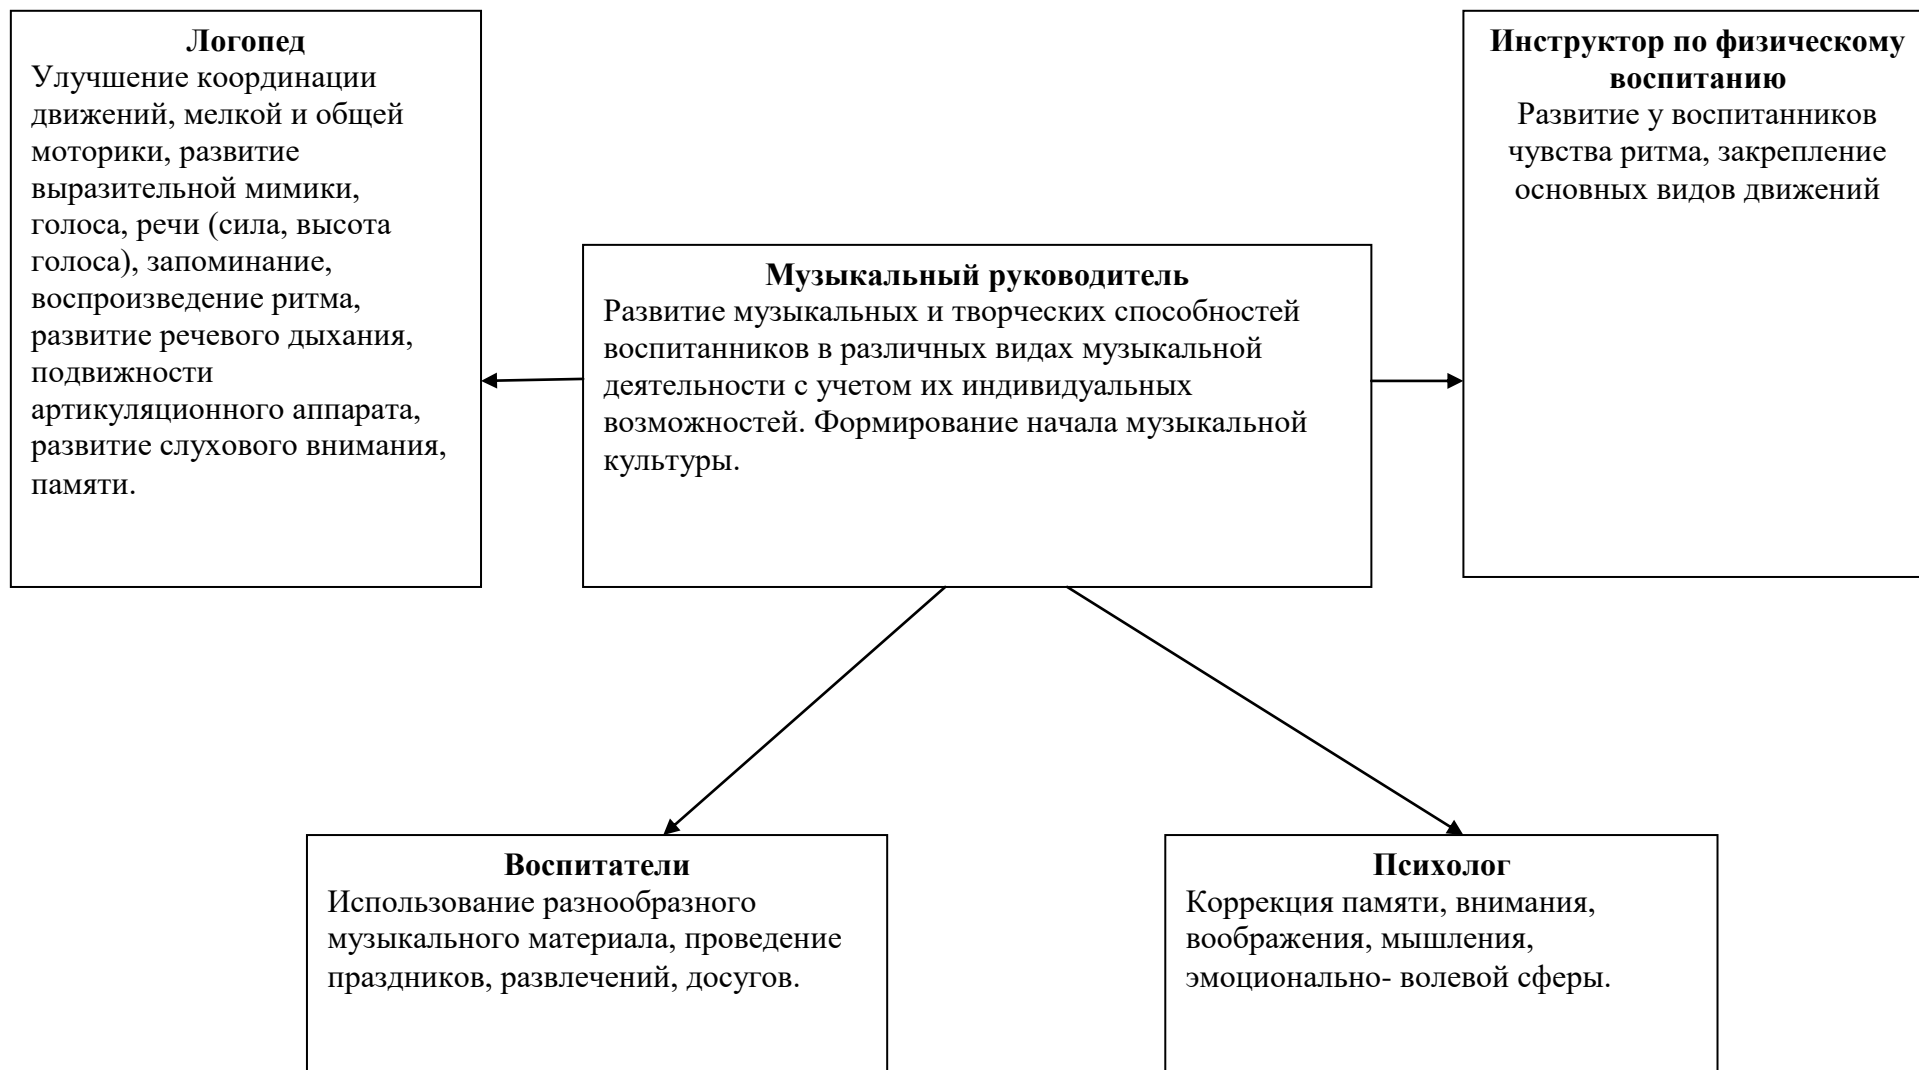 Логопед
Улучшение координации
движений, мелкой и общей
моторики, развитие
выразительной мимики,
голоса, речи (сила, высота
голоса), запоминание,
воспроизведение ритма,
развитие речевого дыхания,
подвижности
артикуляционного аппарата,
развитие слухового внимания,
памяти.
Музыкальный руководитель
Развитие музыкальных и творческих способностей
воспитанников в различных видах музыкальной
деятельности с учетом их индивидуальных
возможностей. Формирование начала музыкальной
культуры.
Инструктор по физическому
воспитанию
Развитие у воспитанников
чувства ритма, закрепление
основных видов движений
Воспитатели
Использование разнообразного
музыкального материала, проведение
праздников, развлечений, досугов.
Психолог
Коррекция памяти, внимания,
воображения, мышления,
эмоционально- волевой сферы.